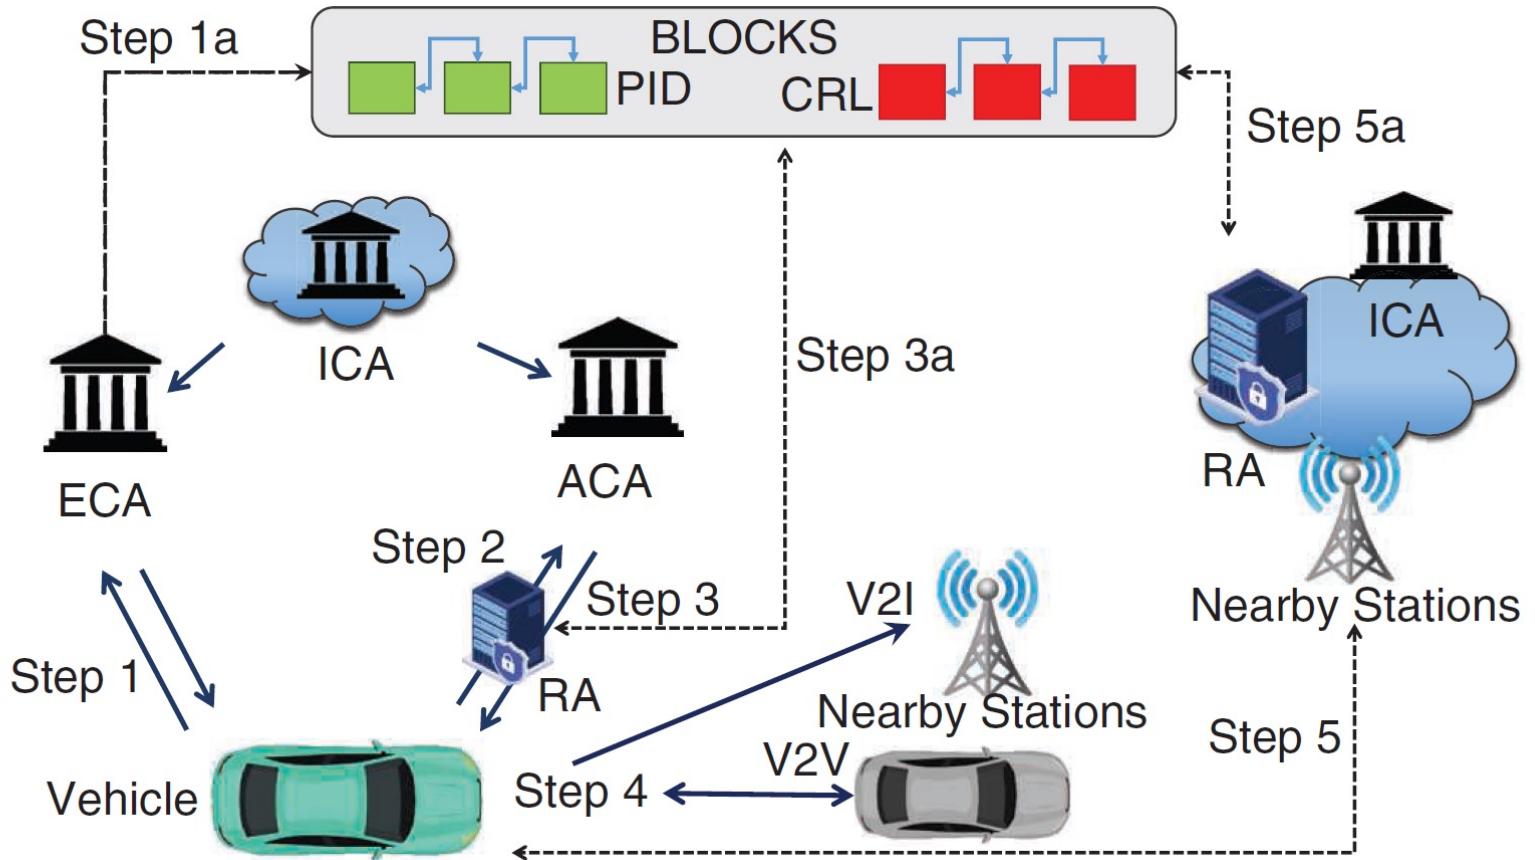 Step 1a
BLOCKS
PID
CRL
Step 5a
ICA
ICA
Step 3a
ECA
ACA
RA
Step 2
Step 3
V2I
Nearby Stations
Step 1
RA
Nearby Stations
Step 5
V2V
Vehicle
Step 4